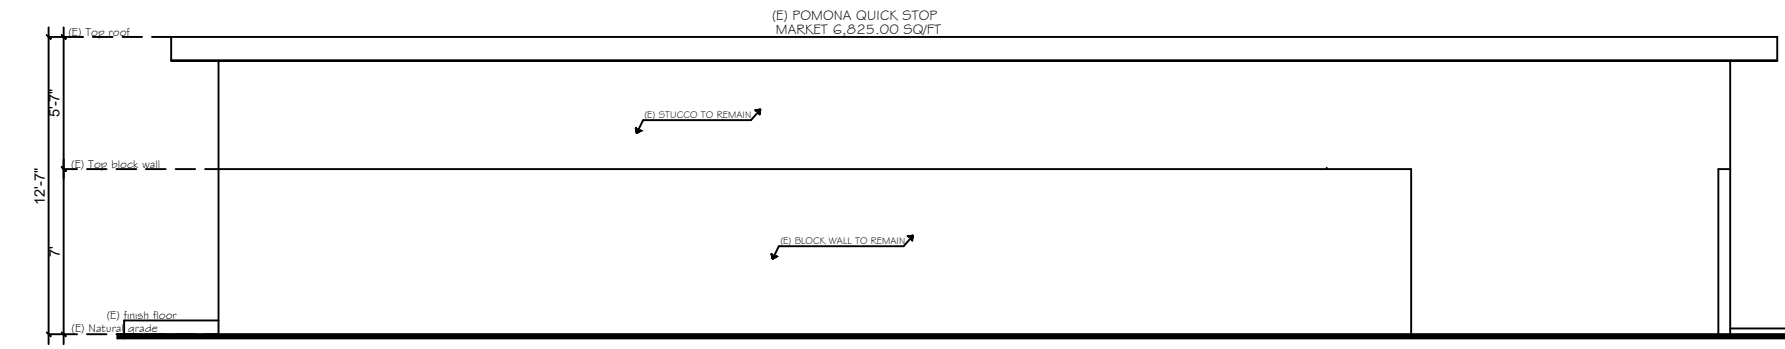 (E) POMONA QUICK STOP
MARKET 6,825.00 SQ/FT
(E) Top roof
5'-7"
(E) STUCCO TO REMAIN
(E) Top block wall
12'-7"
7'
(E) BLOCK WALL TO REMAIN
(E) finish floor
(E) Natural grade